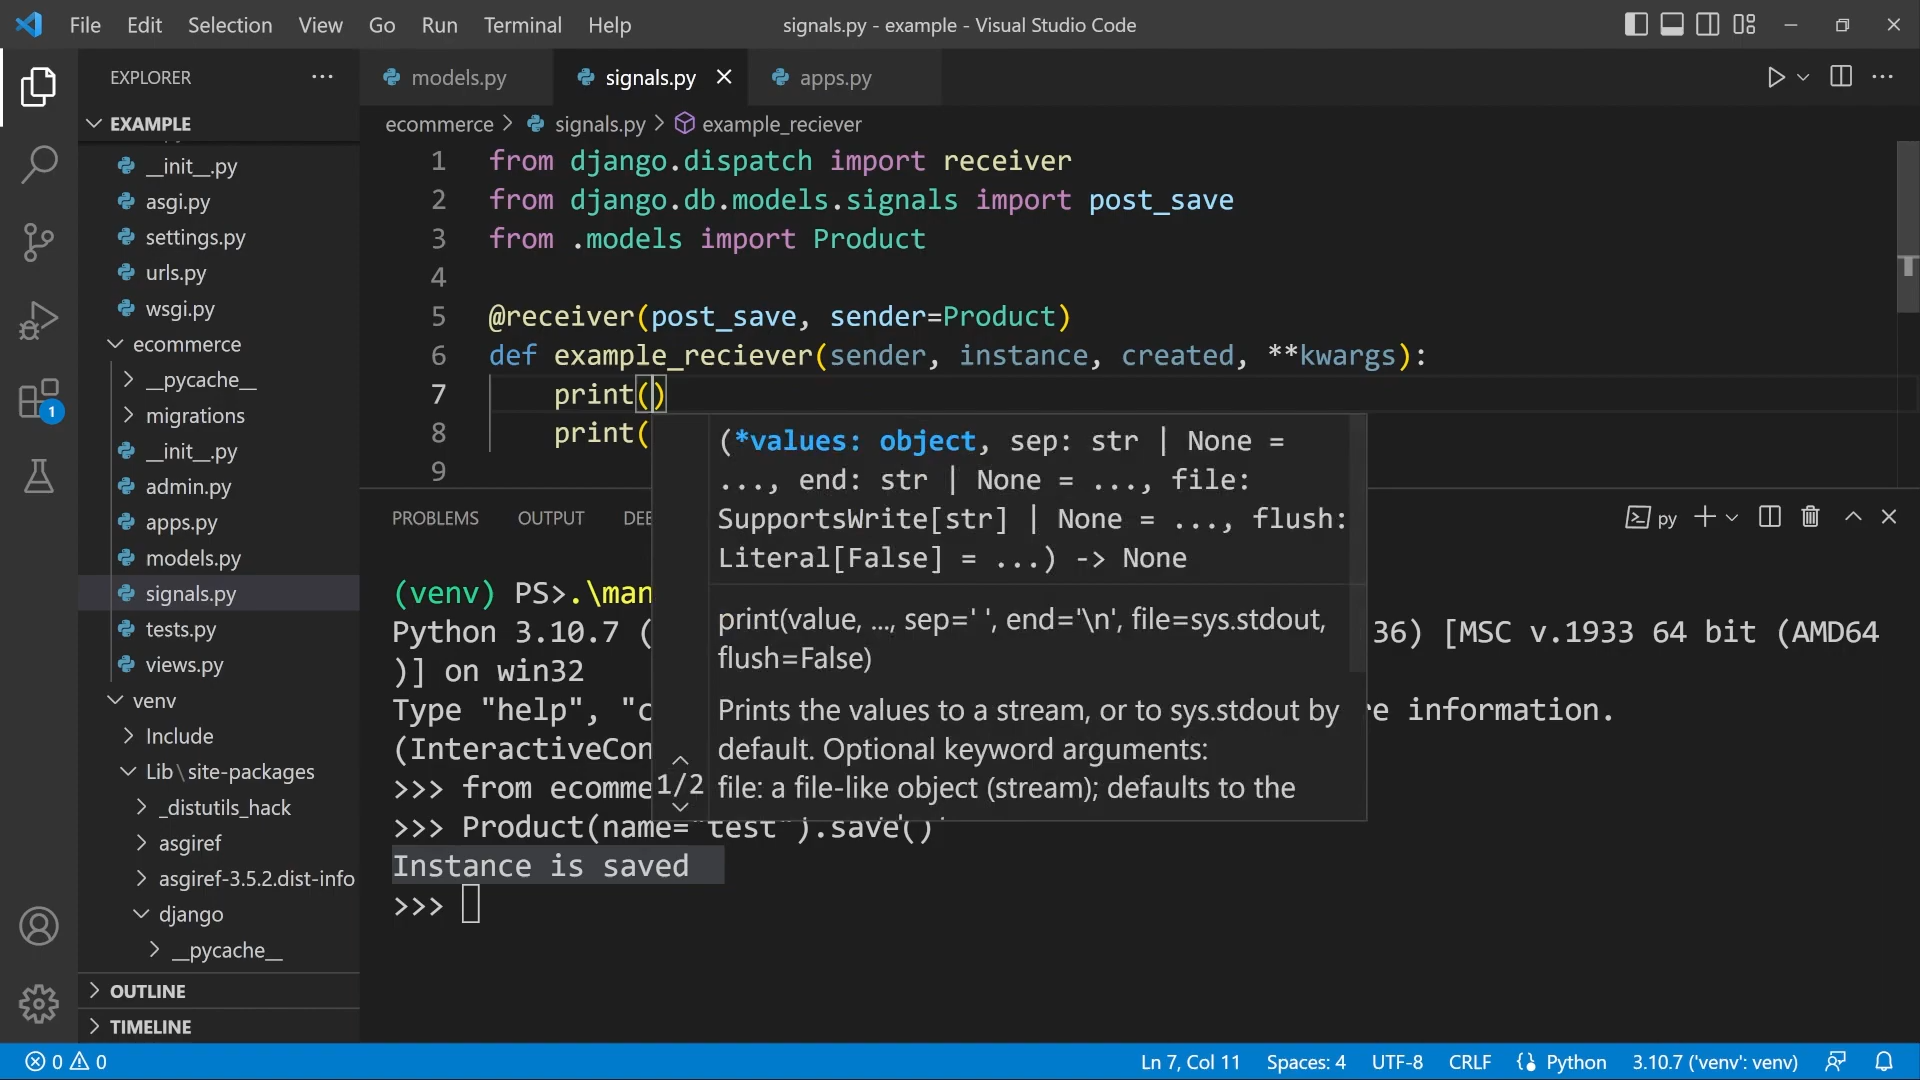 File Edit Selection View Go Run Terminal Help signals.py - example - Visual Studio Code
EXPLORER
EXAMPLE
__init__.py
asgi.py
settings.py
urls.py
wsgi.py
ecommerce
__pycache__
migrations
__init__.py
admin.py
apps.py
models.py
signals.py
tests.py
views.py
venv
Include
Lib\site-packages
_distutils_hack
asgiref
asgiref-3.5.2.dist-info
django
__pycache__
OUTLINE
TIMELINE
1
models.py signals.py apps.py
ecommerce > signals.py > example_reciever
1 from django.dispatch import receiver
2 from django.db.models.signals import post_save
3 from .models import Product
4
5 @receiver(post_save, sender=Product)
6 def example_reciever(sender, instance, created, **kwargs):
7 print()
8 print(
9
(*values: object, sep: str | None =
..., end: str | None = ..., file:
SupportsWrite[str] | None = ..., flush:
Literal[False] = ...) -> None
print(value, ..., sep=' ', end='\n', file=sys.stdout,
flush=False)
Prints the values to a stream, or to sys.stdout by
default. Optional keyword arguments:
file: a file-like object (stream); defaults to the
1/2
PROBLEMS OUTPUT DEB
py
(venv) PS>.\man
Python 3.10.7 ( 36) [MSC v.1933 64 bit (AMD64
)] on win32
Type "help", "c re information.
(InteractiveCon
>>> from ecomme
>>> Product(name="test").save()
Instance is saved
>>>
0 0 Ln 7, Col 11 Spaces: 4 UTF-8 CRLF Python 3.10.7 ('venv': venv)